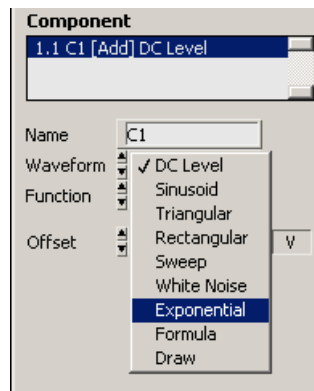 Component
1.1 C1 [Add] DC Level
Name C1
Waveform ✓ DC Level
Sinusoid
Function
Triangular
Offset Rectangular V
Sweep
White Noise
Exponential
Formula
Draw